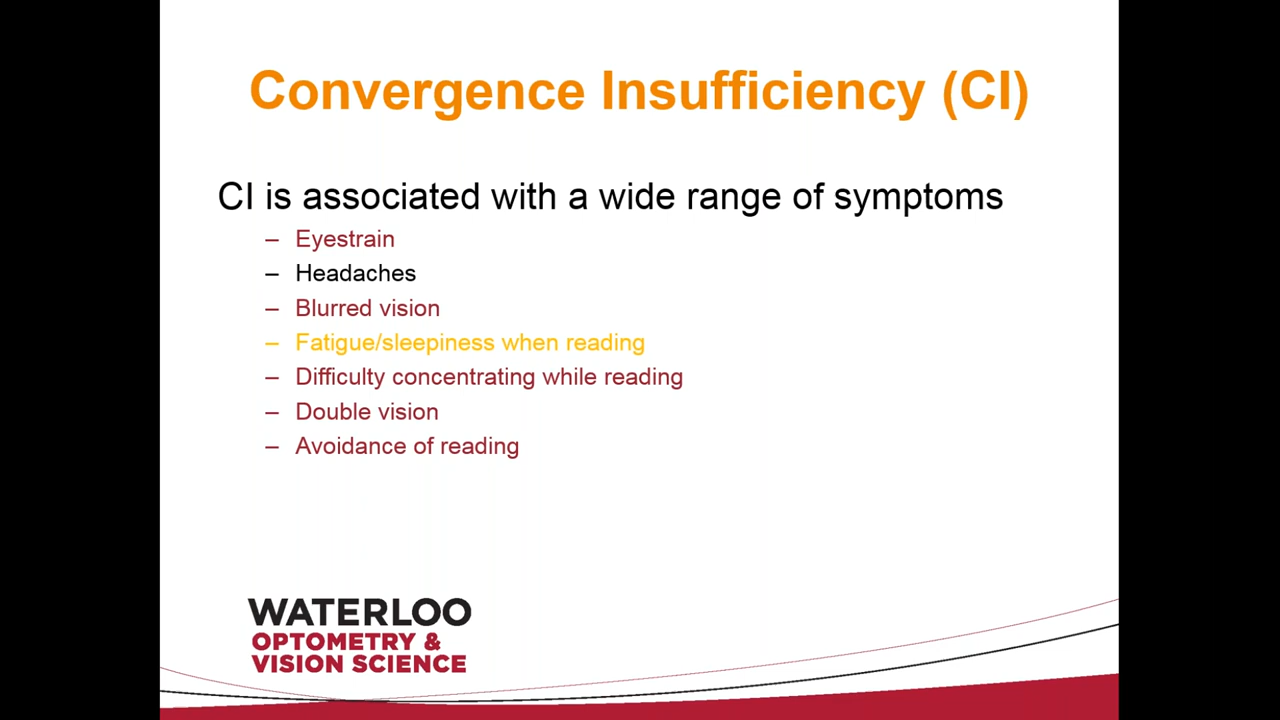 Convergence Insufficiency (CI)
CI is associated with a wide range of symptoms
– Eyestrain
– Headaches
– Blurred vision
– Fatigue/sleepiness when reading
– Difficulty concentrating while reading
– Double vision
– Avoidance of reading
WATERLOO
OPTOMETRY &
VISION SCIENCE